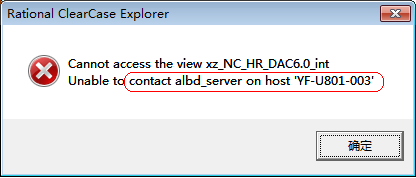 Rational ClearCase Explorer
Cannot access the view xz_NC_HR_DAC6.0_int
Unable to contact albd_server on host 'YF-U801-003'
确定